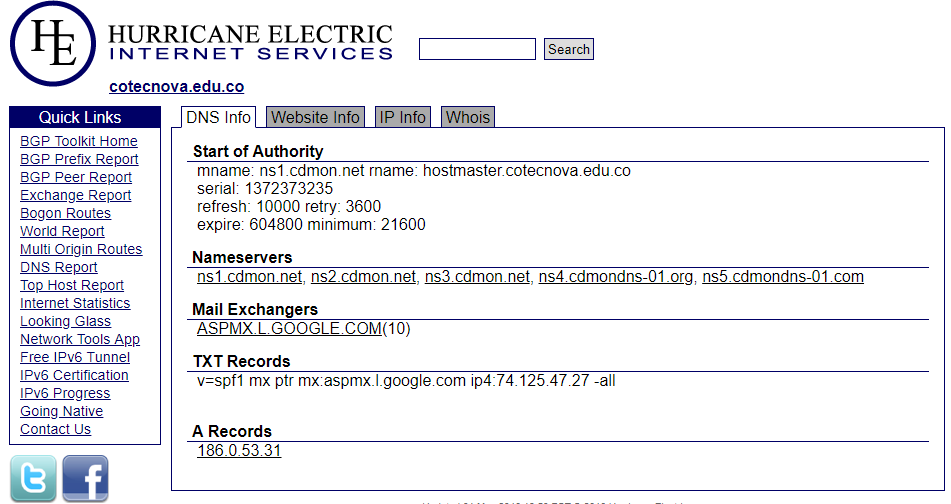 HE
HURRICANE ELECTRIC
INTERNET SERVICES
Search
cotecnova.edu.co
Quick Links
BGP Toolkit Home
BGP Prefix Report
BGP Peer Report
Exchange Report
Bogon Routes
World Report
Multi Origin Routes
DNS Report
Top Host Report
Internet Statistics
Looking Glass
Network Tools App
Free IPv6 Tunnel
IPv6 Certification
IPv6 Progress
Going Native
Contact Us
DNS Info Website Info IP Info Whois
Start of Authority
mname: ns1.cdmon.net rname: hostmaster.cotecnova.edu.co
serial: 1372373235
refresh: 10000 retry: 3600
expire: 604800 minimum: 21600
Nameservers
ns1.cdmon.net, ns2.cdmon.net, ns3.cdmon.net, ns4.cdmondns-01.org, ns5.cdmondns-01.com
Mail Exchangers
ASPMX.L.GOOGLE.COM(10)
TXT Records
v=spf1 mx ptr mx:aspmx.l.google.com ip4:74.125.47.27 -all
A Records
186.0.53.31